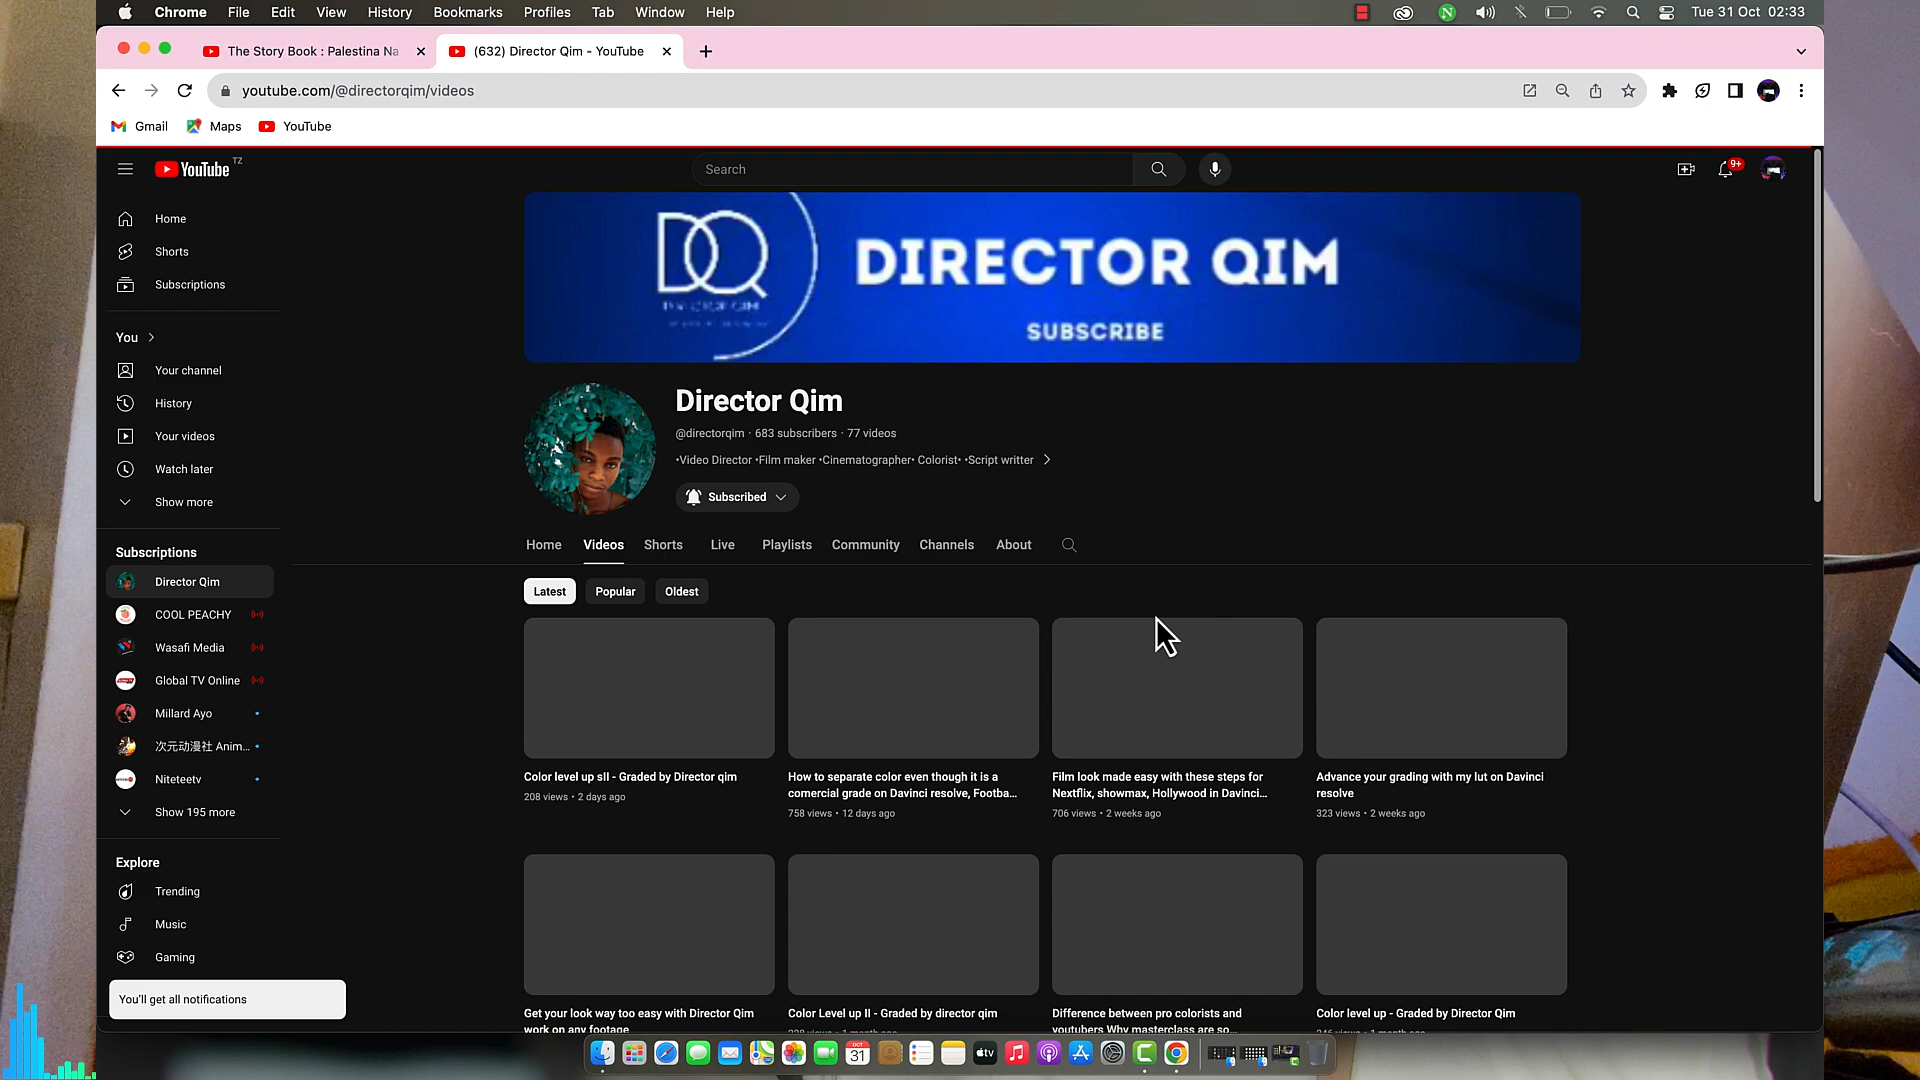 Chrome File Edit View History Bookmarks Profiles Tab Window Help
N
Tue 31 Oct 02:33
The Story Book : Palestina Na
(632) Director Qim - YouTube
youtube.com/@directorqim/videos
Gmail Maps YouTube
YouTube TZ
Search
9+
Home
Shorts
Subscriptions
You
Your channel
History
Your videos
Watch later
Show more
Subscriptions
Director Qim
COOL PEACHY
Wasafi Media
Global TV Online
Millard Ayo
次元动漫社 Anim...
Niteteetv
Show 195 more
Explore
Trending
Music
Gaming
You'll get all notifications
DQ
DIRECTOR QIM
DIRECTOR QIM
SUBSCRIBE
Director Qim
@directorqim · 683 subscribers · 77 videos
•Video Director •Film maker •Cinematographer• Colorist• •Script writter
Subscribed
Home Videos Shorts Live Playlists Community Channels About
Latest Popular Oldest
Color level up sII - Graded by Director qim
208 views • 2 days ago
How to separate color even though it is a
comercial grade on Davinci resolve, Footba...
758 views • 12 days ago
Film look made easy with these steps for
Nextflix, showmax, Hollywood in Davinci...
706 views • 2 weeks ago
Advance your grading with my lut on Davinci
resolve
323 views • 2 weeks ago
Get your look way too easy with Director Qim
work on any footage
Color Level up II - Graded by director qim
Difference between pro colorists and
youtubers Why masterclass are so...
Color level up - Graded by Director Qim
OCT
31
tv